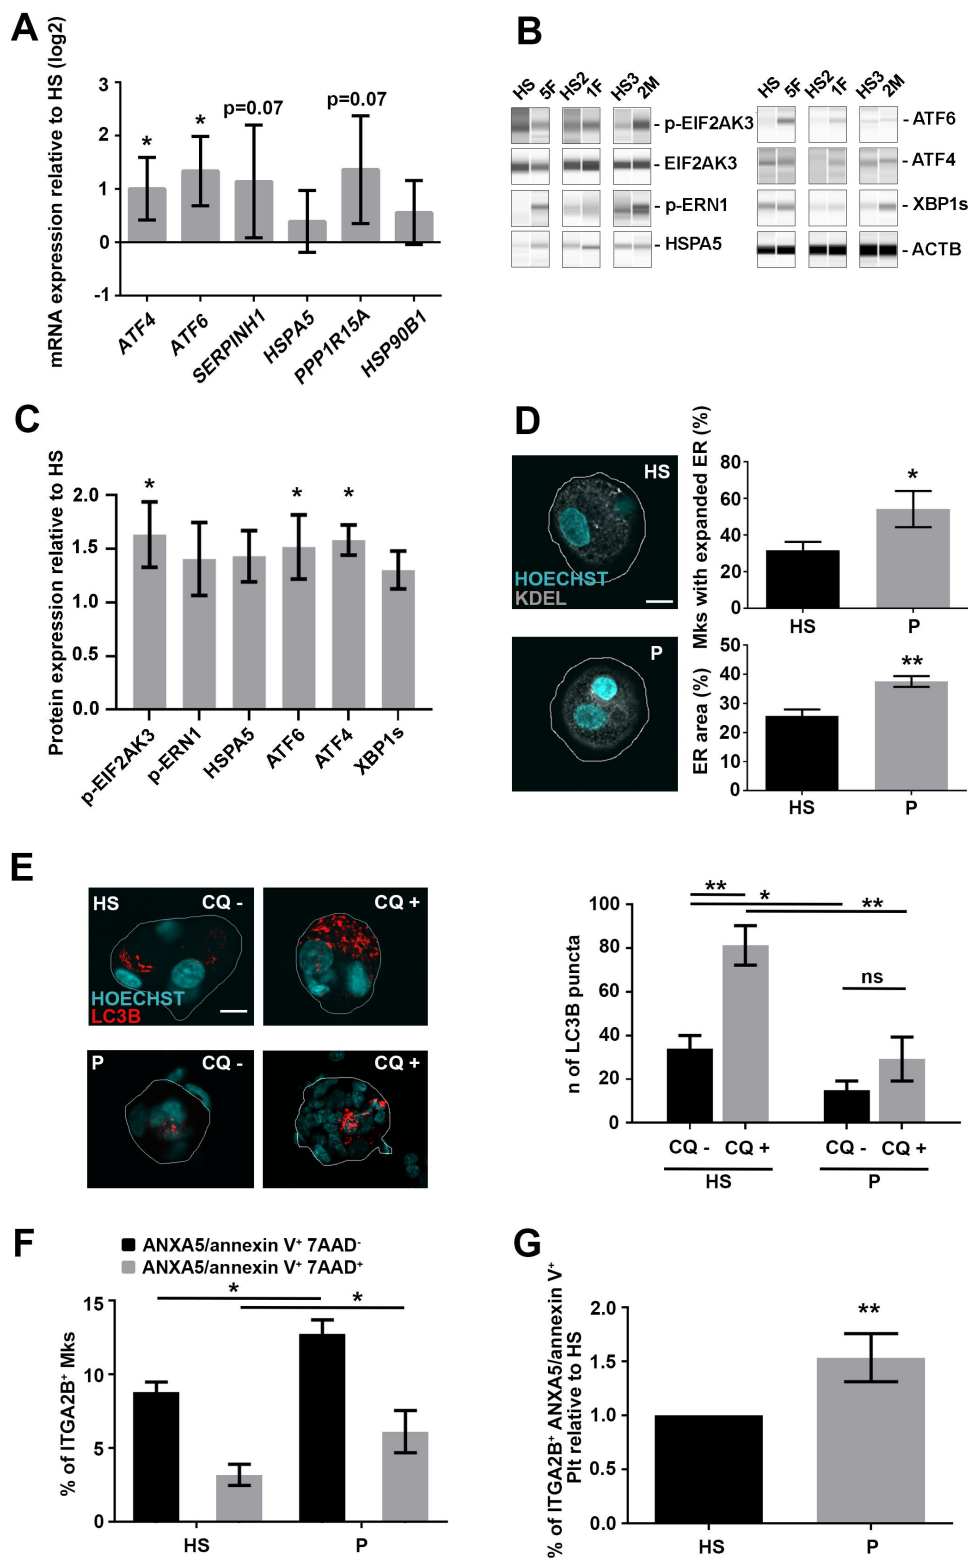 A
mRNA expression relative to HS (log2)
3
2
1
0
-1
*
*
p=0.07
p=0.07
ATF4
ATF6
SERPINH1
HSPA5
PPP1R15A
HSP90B1
B
HS 5F HS2 1F HS3 2M
- p-EIF2AK3
EIF2AK3
- p-ERN1
- HSPA5
HS 5F HS2 1F HS3 2M
- ATF6
- ATF4
- XBP1s
- ACTB
C
Protein expression relative to HS
2.0
1.5
1.0
0.5
0.0
*
*
*
p-EIF2AK3
p-ERN1
HSPA5
ATF6
ATF4
XBP1s
D
HS
HOECHST
KDEL
P
Mks with expanded ER (%)
80
60
40
20
0
*
HS P
ER area (%)
50
40
30
20
10
0
**
HS P
E
HS CQ -
HOECHST
LC3B
CQ +
P CQ -
CQ +
n of LC3B puncta
100
80
60
40
20
0
**
*
**
ns
CQ - CQ + CQ - CQ +
HS P
F
ANXA5/annexin V⁺ 7AAD⁻
ANXA5/annexin V⁺ 7AAD⁺
% of ITGA2B⁺ Mks
15
10
5
0
*
*
HS P
G
% of ITGA2B⁺ ANXA5/annexin V⁺
Plt relative to HS
2.0
1.5
1.0
0.5
0.0
**
HS P